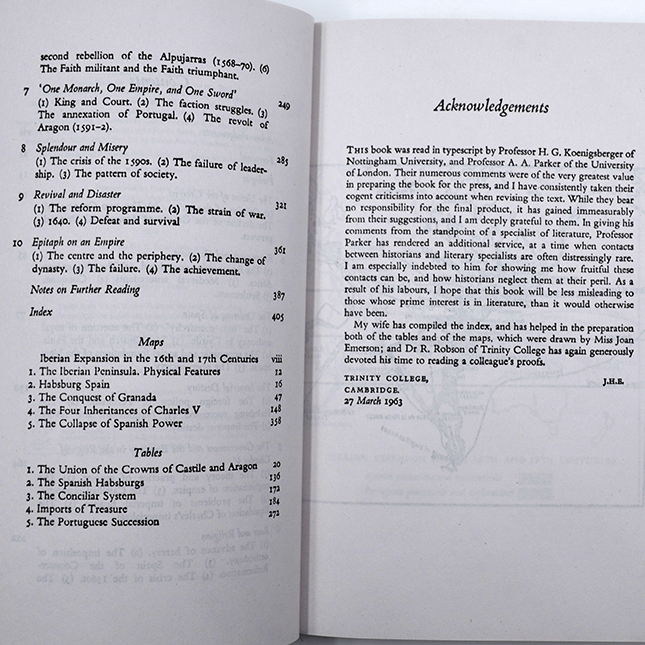 second rebellion of the Alpujarras (1568–70). (6)
The Faith militant and the Faith triumphant.
7 'One Monarch, One Empire, and One Sword' 249
(1) King and Court. (2) The faction struggles. (3)
The annexation of Portugal. (4) The revolt of
Aragon (1591–2).
8 Splendour and Misery 285
(1) The crisis of the 1590s. (2) The failure of leader-
ship. (3) The pattern of society.
9 Revival and Disaster 321
(1) The reform programme. (2) The strain of war.
(3) 1640. (4) Defeat and survival
10 Epitaph on an Empire 361
(1) The centre and the periphery. (2) The change of
dynasty. (3) The failure. (4) The achievement.
Notes on Further Reading 387
Index 405
Maps
Iberian Expansion in the 16th and 17th Centuries viii
1. The Iberian Peninsula. Physical Features 12
2. Habsburg Spain 16
3. The Conquest of Granada 47
4. The Four Inheritances of Charles V 148
5. The Collapse of Spanish Power 358
Tables
1. The Union of the Crowns of Castile and Aragon 20
2. The Spanish Habsburgs 136
3. The Conciliar System 172
4. Imports of Treasure 184
5. The Portuguese Succession 272
Acknowledgements
THIS book was read in typescript by Professor H. G. Koenigsberger of
Nottingham University, and Professor A. A. Parker of the University
of London. Their numerous comments were of the very greatest value
in preparing the book for the press, and I have consistently taken their
cogent criticisms into account when revising the text. While they bear
no responsibility for the final product, it has gained immeasurably
from their suggestions, and I am deeply grateful to them. In giving his
comments from the standpoint of a specialist of literature, Professor
Parker has rendered an additional service, at a time when contacts
between historians and literary specialists are often distressingly rare.
I am especially indebted to him for showing me how fruitful these
contacts can be, and how historians neglect them at their peril. As a
result of his labours, I hope that this book will be less misleading to
those whose prime interest is in literature, than it would otherwise
have been.
My wife has compiled the index, and has helped in the preparation
both of the tables and of the maps, which were drawn by Miss Joan
Emerson; and Dr R. Robson of Trinity College has again generously
devoted his time to reading a colleague's proofs.
TRINITY COLLEGE, J.H.E.
CAMBRIDGE.
27 March 1963